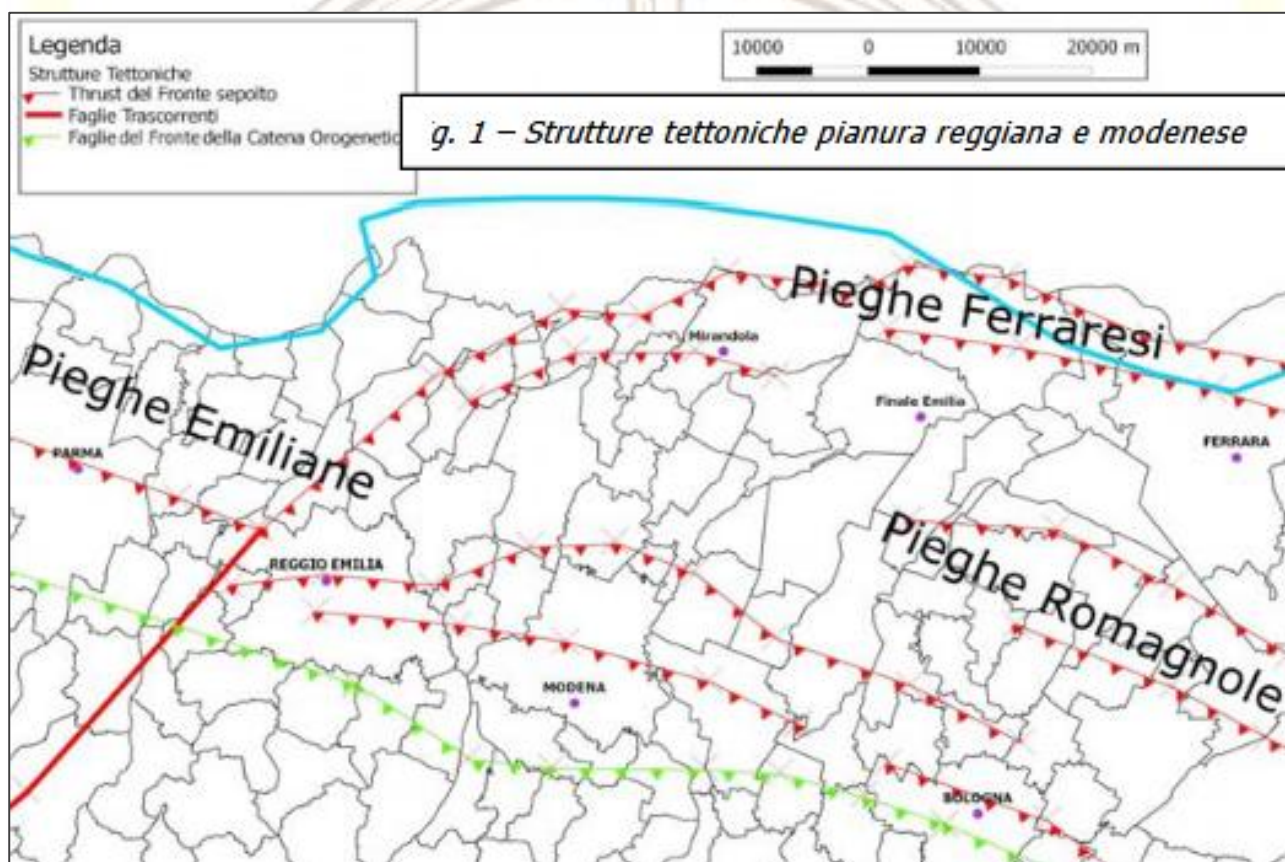 Legenda
Strutture Tettoniche
Thrust del Fronte sepolto
Faglie Trascorrenti
Faglie del Fronte della Catena Orogenetic
10000 0 10000 20000 m
g. 1 – Strutture tettoniche pianura reggiana e modenese
Pieghe Ferraresi
Mirandola
Pieghe Emiliane
Finale Emilia
FERRARA
PARMA
Pieghe Romagnole
REGGIO EMILIA
MODENA
BOLOGNA